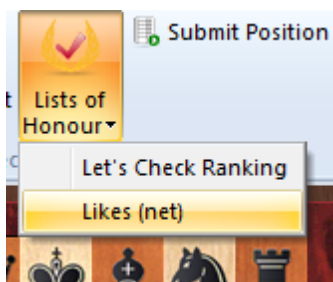 Submit Position
Lists of
Honour
Let's Check Ranking
Likes (net)